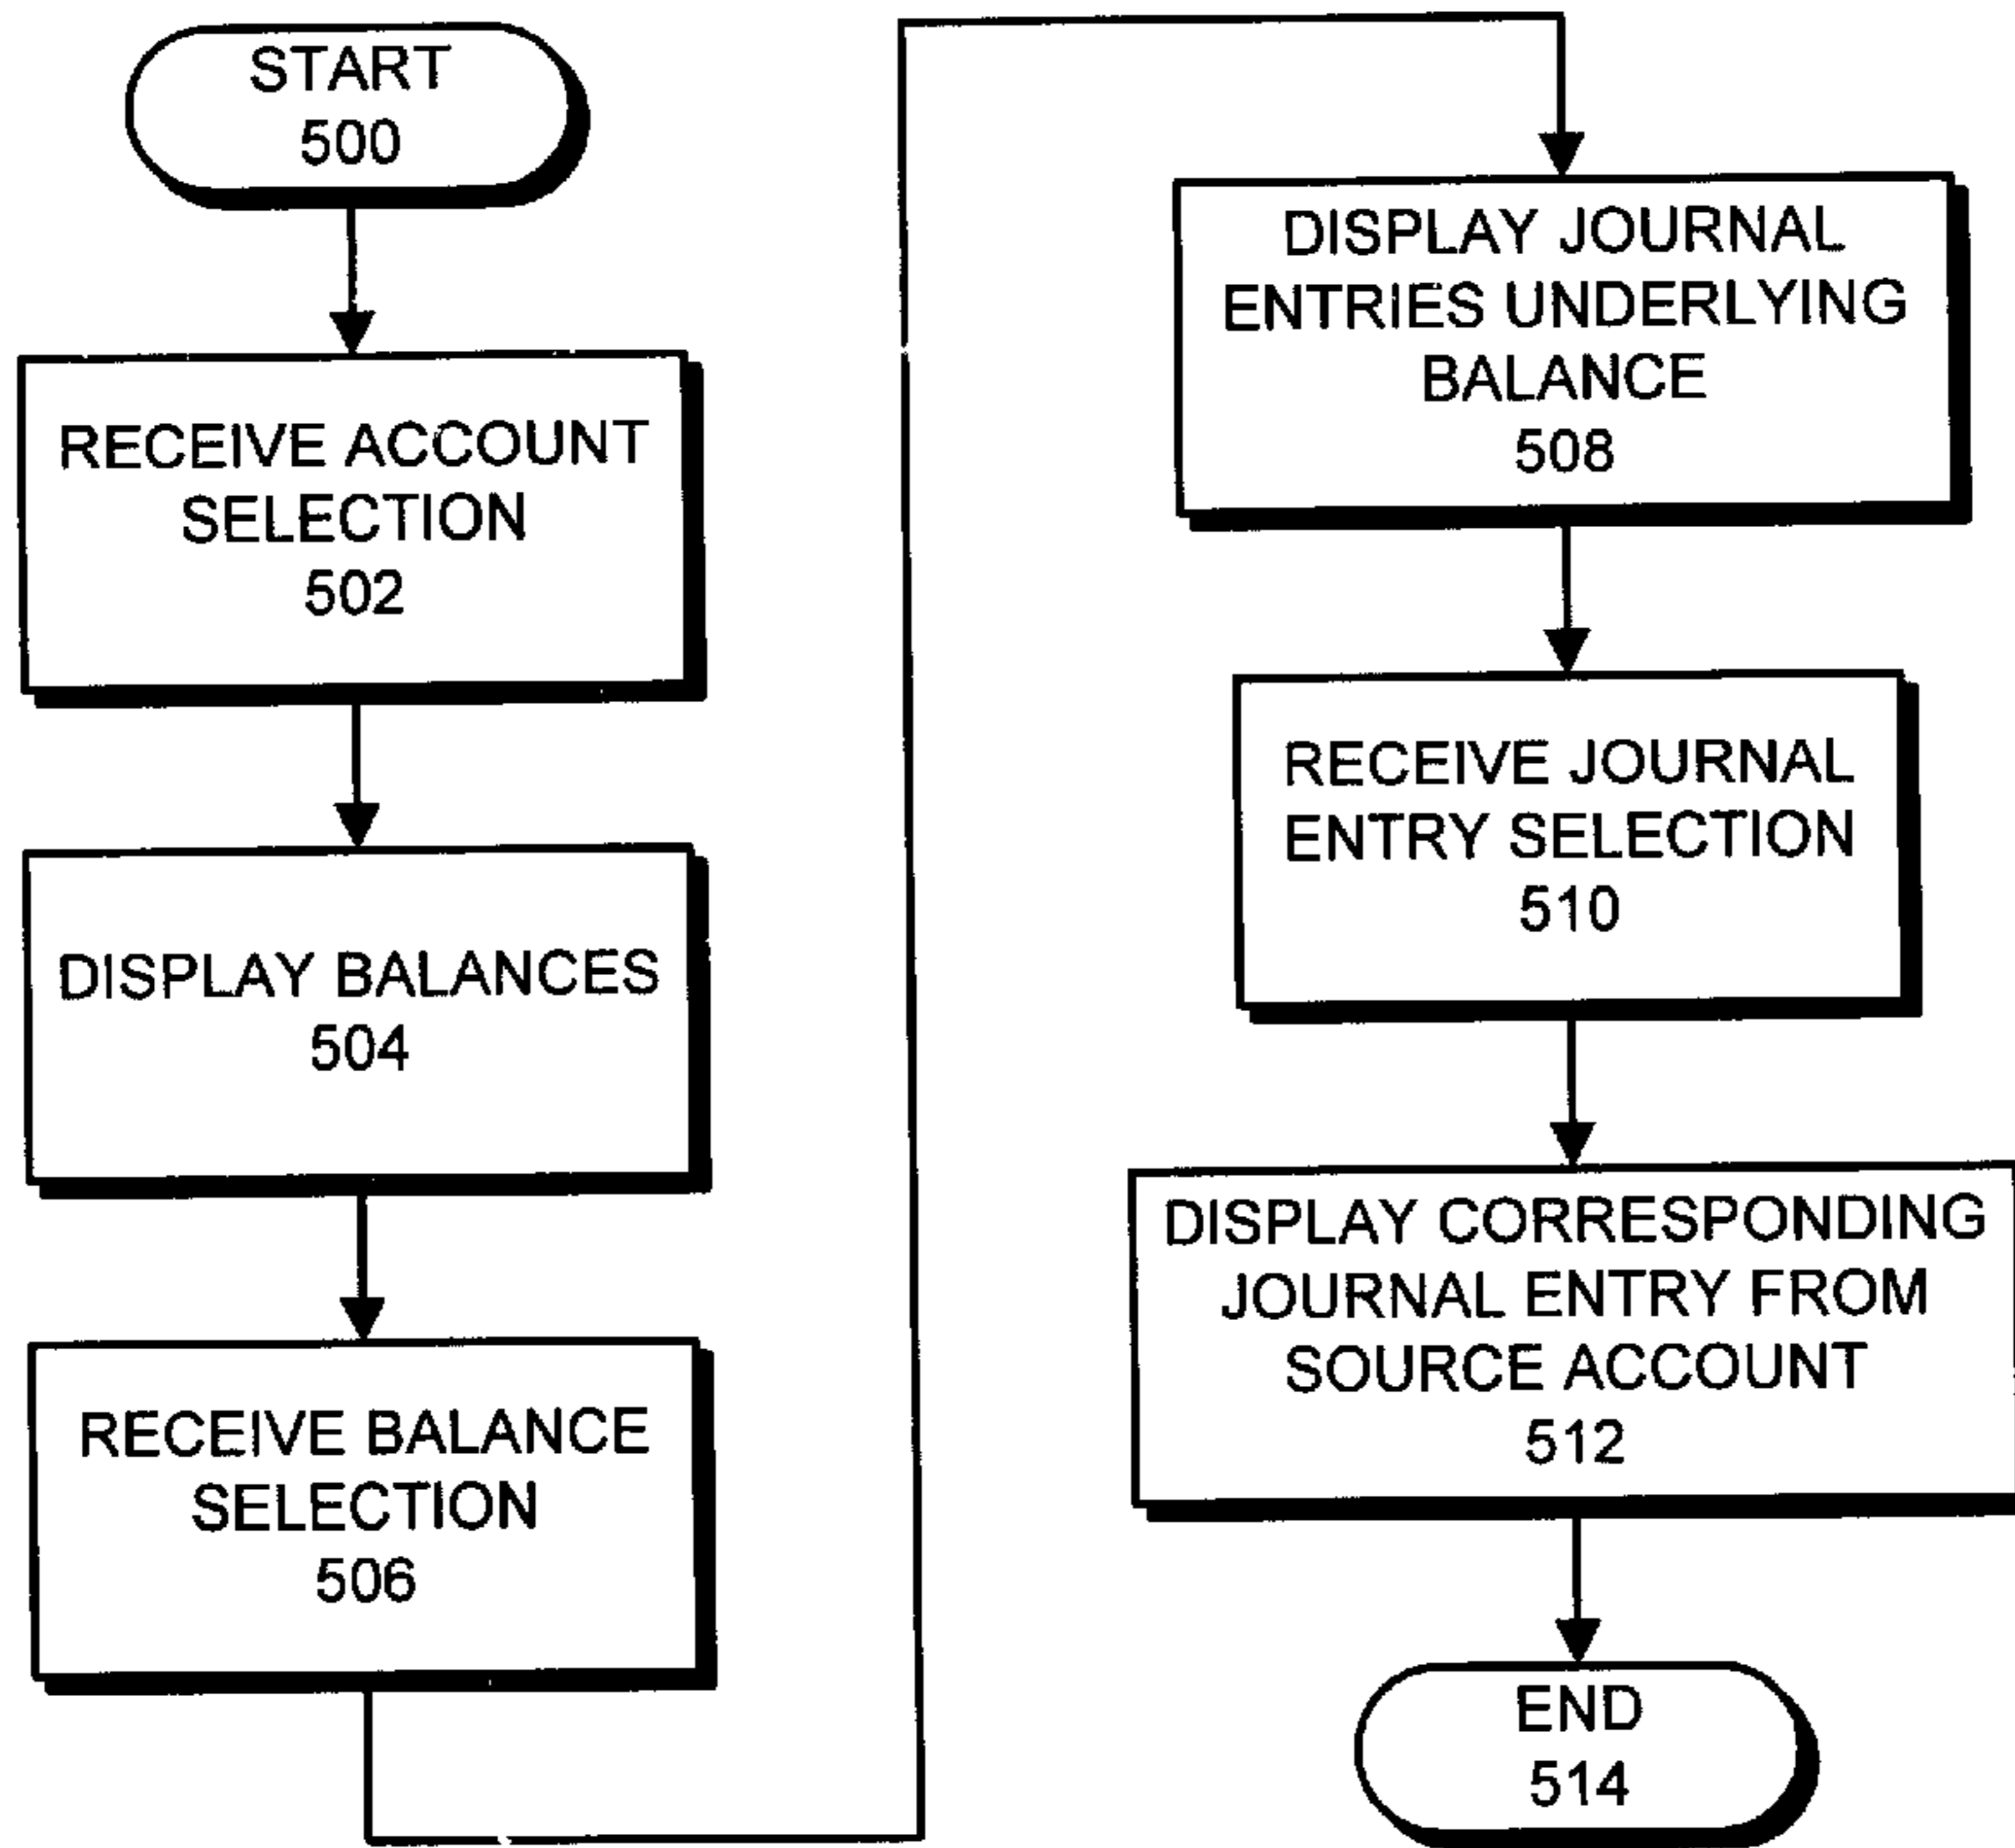 START
500
RECEIVE ACCOUNT
SELECTION
502
DISPLAY BALANCES
504
RECEIVE BALANCE
SELECTION
506
DISPLAY JOURNAL
ENTRIES UNDERLYING
BALANCE
508
RECEIVE JOURNAL
ENTRY SELECTION
510
DISPLAY CORRESPONDING
JOURNAL ENTRY FROM
SOURCE ACCOUNT
512
END
514